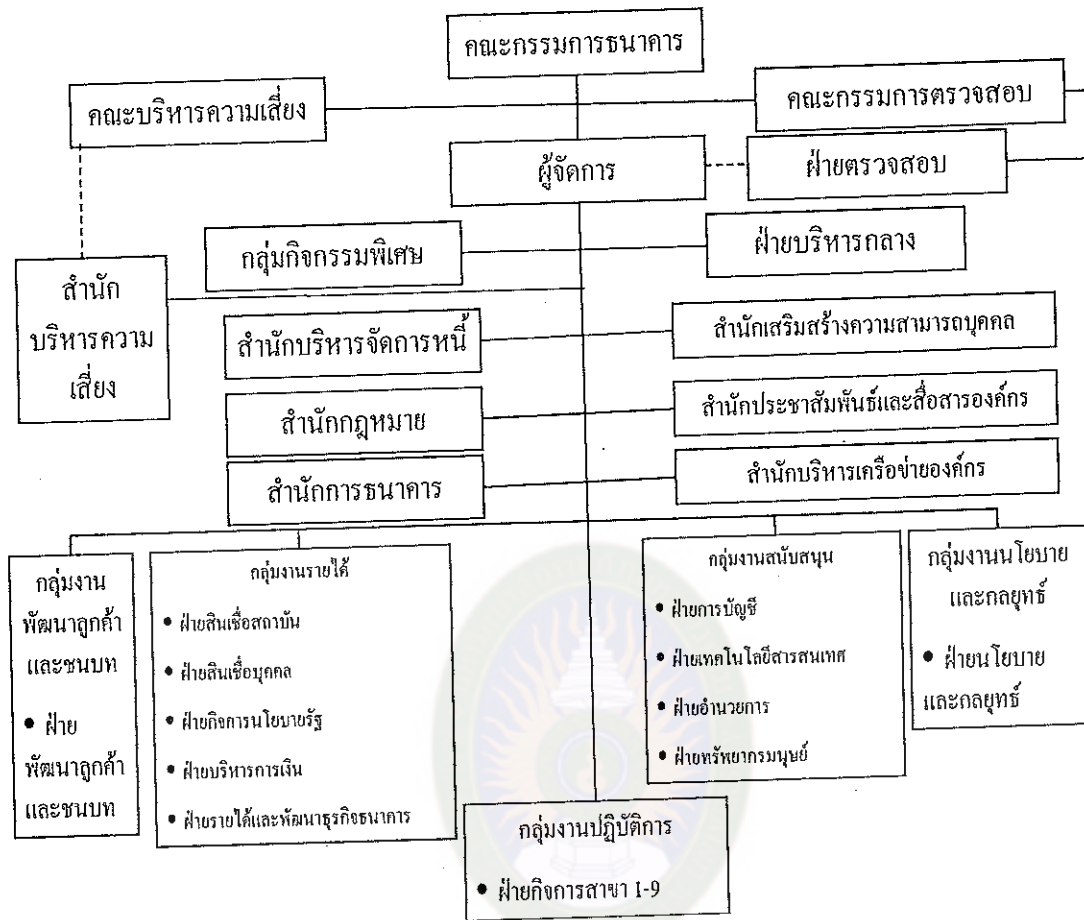 คณะกรรมการธนาคาร
คณะบริหารความเสี่ยง
คณะกรรมการตรวจสอบ
ผู้จัดการ
ฝ่ายตรวจสอบ
กลุ่มกิจกรรมพิเศษ
ฝ่ายบริหารกลาง
สำนัก
บริหารความ
เสี่ยง
สำนักบริหารจัดการหนี้
สำนักเสริมสร้างความสามารถบุคคล
สำนักกฎหมาย
สำนักประชาสัมพันธ์และสื่อสารองค์กร
สำนักการธนาคาร
สำนักบริหารเครือข่ายองค์กร
กลุ่มงาน
พัฒนาลูกค้า
และชนบท
• ฝ่าย
พัฒนาลูกค้า
และชนบท
กลุ่มงานรายได้
• ฝ่ายสินเชื่อสถาบัน
• ฝ่ายสินเชื่อบุคคล
• ฝ่ายกิจการนโยบายรัฐ
• ฝ่ายบริหารการเงิน
• ฝ่ายรายได้และพัฒนาธุรกิจธนาคาร
กลุ่มงานสนับสนุน
• ฝ่ายการบัญชี
• ฝ่ายเทคโนโลยีสารสนเทศ
• ฝ่ายอำนวยการ
• ฝ่ายทรัพยากรมนุษย์
กลุ่มงานนโยบาย
และกลยุทธ์
• ฝ่ายนโยบาย
และกลยุทธ์
กลุ่มงานปฏิบัติการ
• ฝ่ายกิจการสาขา 1-9